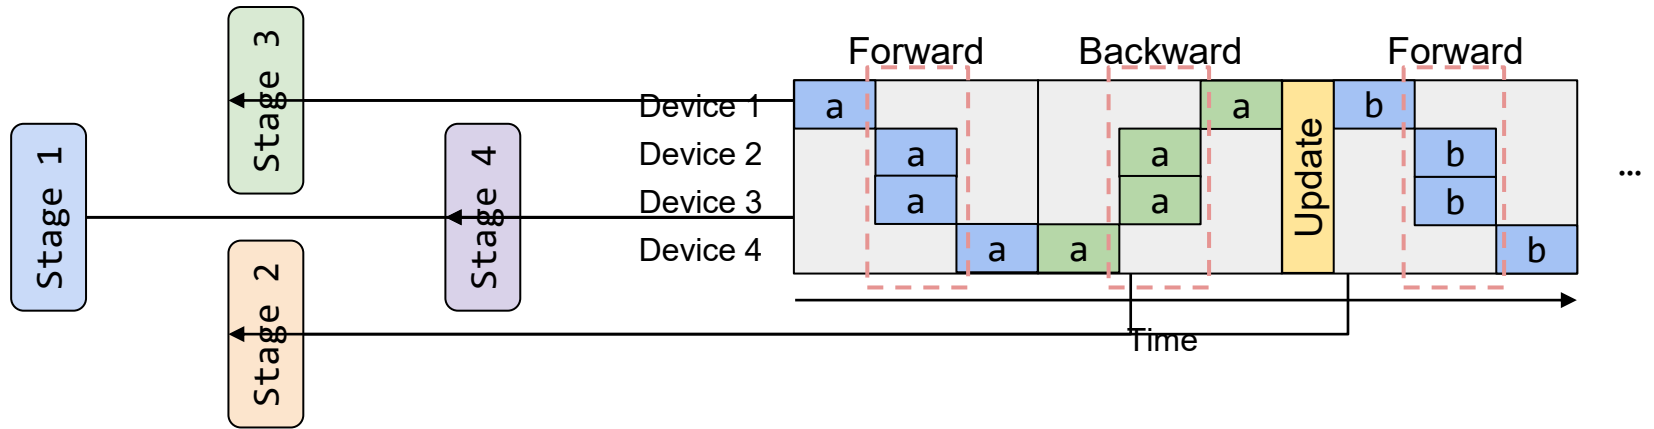 Stage 1
Stage 3
Stage 2
Stage 4
Forward Backward Forward
Device 1 a a b
Device 2 a a b
Device 3 a a b
Device 4 a a b
Update
...
Time